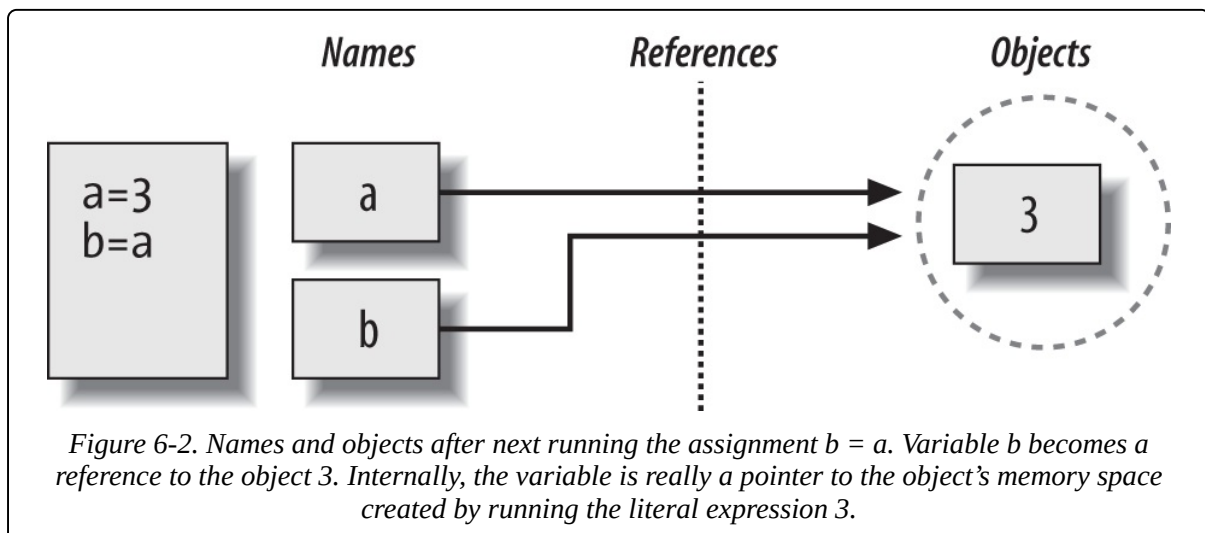 Names References Objects
a=3
b=a
a
b
3
Figure 6-2. Names and objects after next running the assignment b = a. Variable b becomes a
reference to the object 3. Internally, the variable is really a pointer to the object’s memory space
created by running the literal expression 3.